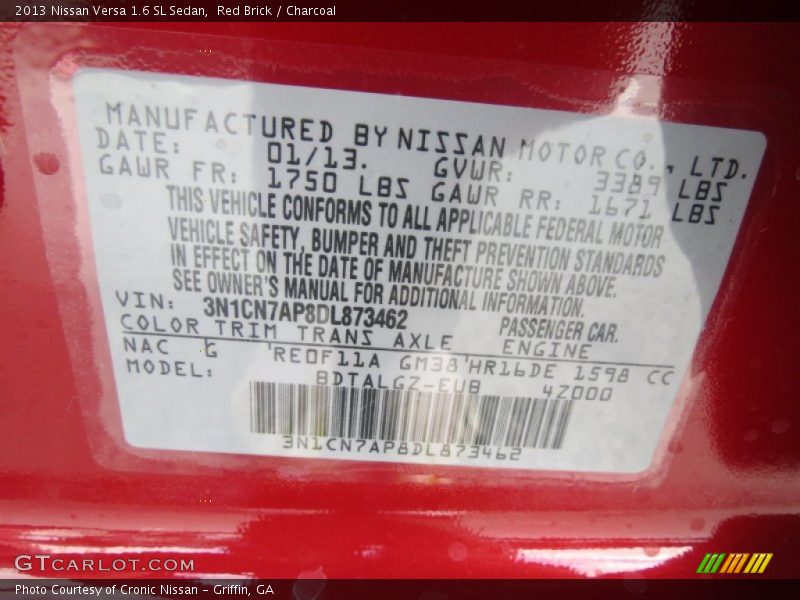 2013 Nissan Versa 1.6 SL Sedan,  Red Brick / Charcoal
MANUFACTURED BY NISSAN MOTOR CO., LTD.
DATE: 01/13. GVWR: 3389 LBS
GAWR FR: 1750 LBS GAWR RR: 1671 LBS
THIS VEHICLE CONFORMS TO ALL APPLICABLE FEDERAL MOTOR
VEHICLE SAFETY, BUMPER AND THEFT PREVENTION STANDARDS
IN EFFECT ON THE DATE OF MANUFACTURE SHOWN ABOVE.
SEE OWNER'S MANUAL FOR ADDITIONAL INFORMATION.
VIN: 3N1CN7AP8DL873462 PASSENGER CAR.
COLOR TRIM TRANS AXLE ENGINE
NAC G 'RE0F11A GM38'HR16DE 1598 CC
MODEL: BDTALGZ-EUB 4Z000
3N1CN7AP8DL873462
GTCARLOT.COM
Photo Courtesy of Cronic Nissan - Griffin, GA